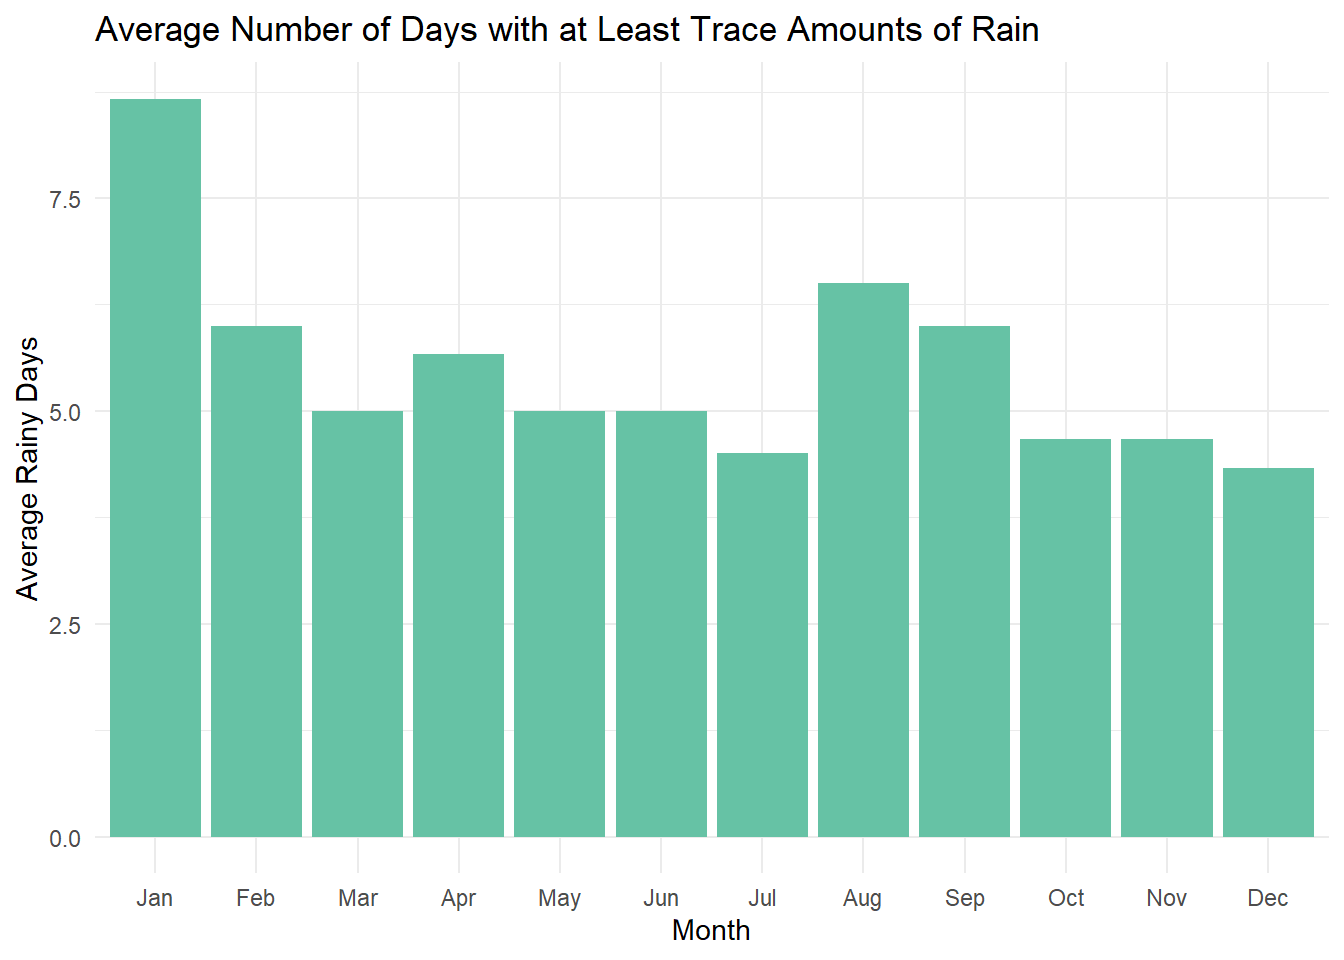 Average Number of Days with at Least Trace Amounts of Rain
Average Rainy Days
7.5
5.0
2.5
0.0
Jan Feb Mar Apr May Jun Jul Aug Sep Oct Nov Dec
Month